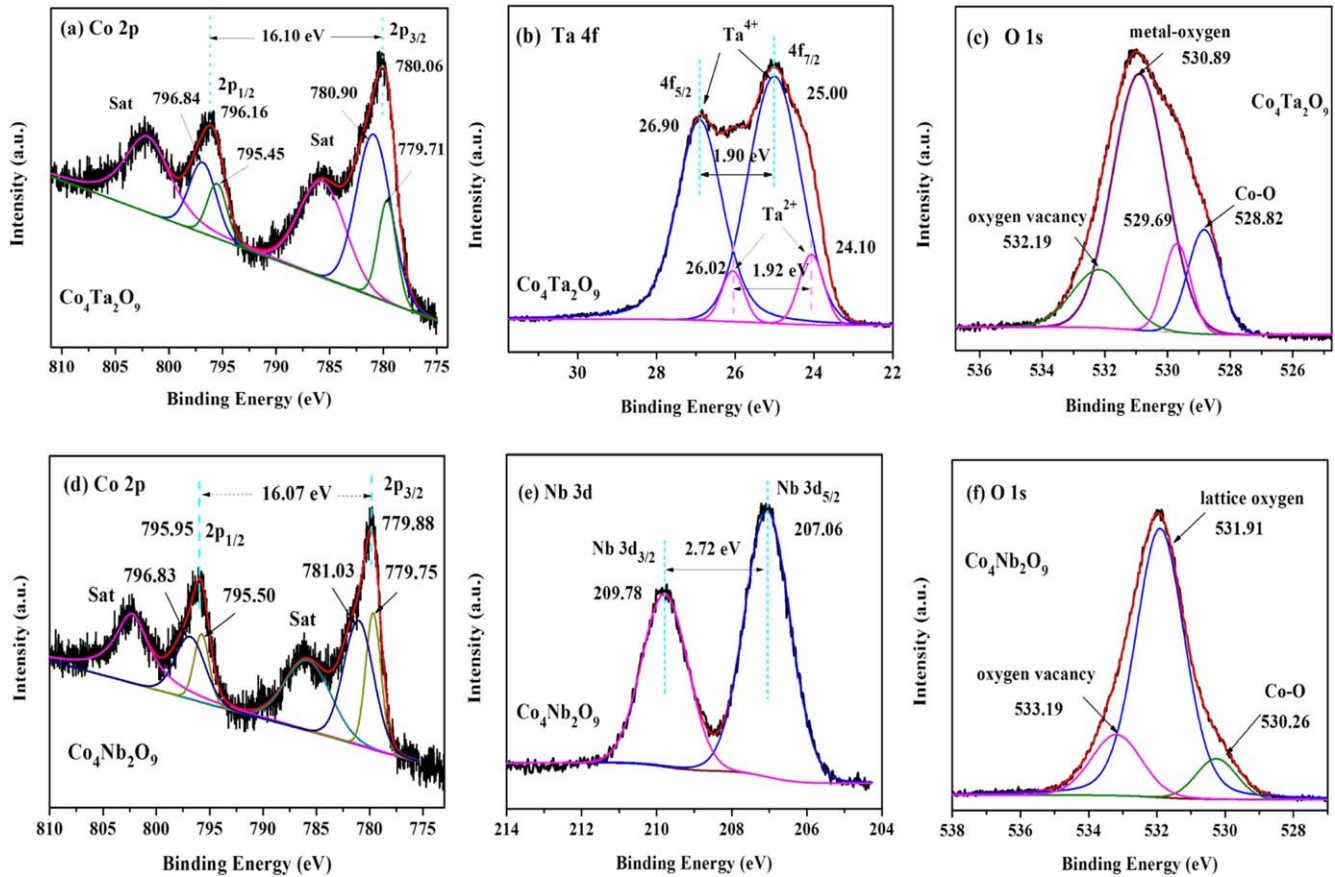 (a) Co 2p
2p3/2
16.10 eV
780.06
2p1/2
796.84
796.16
780.90
Sat
795.45
Sat
779.71
Co4Ta2O9
Intensity (a.u.)
810 805 800 795 790 785 780 775
Binding Energy (eV)
(b) Ta 4f
Ta4+
4f7/2
4f5/2
25.00
26.90
1.90 eV
Ta2+
24.10
26.02
1.92 eV
Co4Ta2O9
Intensity (a.u.)
30 28 26 24 22
Binding Energy (eV)
(c) O 1s
metal-oxygen
530.89
Co4Ta2O9
Co-O
oxygen vacancy
529.69
528.82
532.19
Intensity (a.u.)
536 534 532 530 528 526
Binding Energy (eV)
(d) Co 2p
2p3/2
16.07 eV
779.88
795.95
2p1/2
796.83
781.03
779.75
795.50
Sat
Sat
Co4Nb2O9
Intensity (a.u.)
810 805 800 795 790 785 780 775
Binding Energy (eV)
(e) Nb 3d
Nb 3d5/2
207.06
2.72 eV
Nb 3d3/2
209.78
Co4Nb2O9
Intensity (a.u.)
214 212 210 208 206 204
Binding Energy (eV)
(f) O 1s
lattice oxygen
531.91
Co4Nb2O9
oxygen vacancy
533.19
Co-O
530.26
Intensity (a.u.)
538 536 534 532 530 528
Binding Energy (eV)